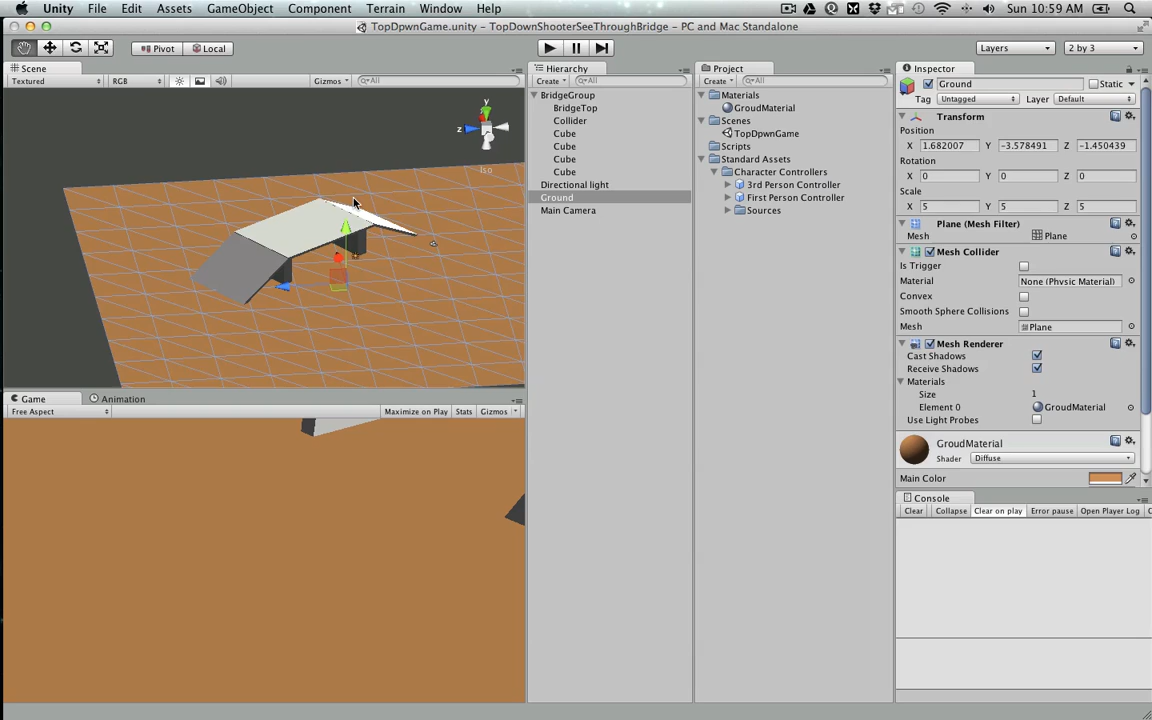 Unity File Edit Assets GameObject Component Terrain Window Help Sun 10:59 AM
TopDpwnGame.unity – TopDownShooterSeeThroughBridge – PC and Mac Standalone
Pivot Local Layers 2 by 3
Scene
Textured RGB Gizmos All
y
z
Iso
Game Animation
Free Aspect Maximize on Play Stats Gizmos
Hierarchy
Create All
BridgeGroup
BridgeTop
Collider
Cube
Cube
Cube
Cube
Directional light
Ground
Main Camera
Project
Create All
Materials
GroudMaterial
Scenes
TopDpwnGame
Scripts
Standard Assets
Character Controllers
3rd Person Controller
First Person Controller
Sources
Inspector
Ground Static
Tag Untagged Layer Default
Transform
Position
X 1.682007 Y -3.578491 Z -1.450439
Rotation
X 0 Y 0 Z 0
Scale
X 5 Y 5 Z 5
Plane (Mesh Filter)
Mesh Plane
Mesh Collider
Is Trigger
Material None (Physic Material)
Convex
Smooth Sphere Collisions
Mesh Plane
Mesh Renderer
Cast Shadows
Receive Shadows
Materials
Size 1
Element 0 GroudMaterial
Use Light Probes
GroudMaterial
Shader Diffuse
Main Color
Console
Clear Collapse Clear on play Error pause Open Player Log